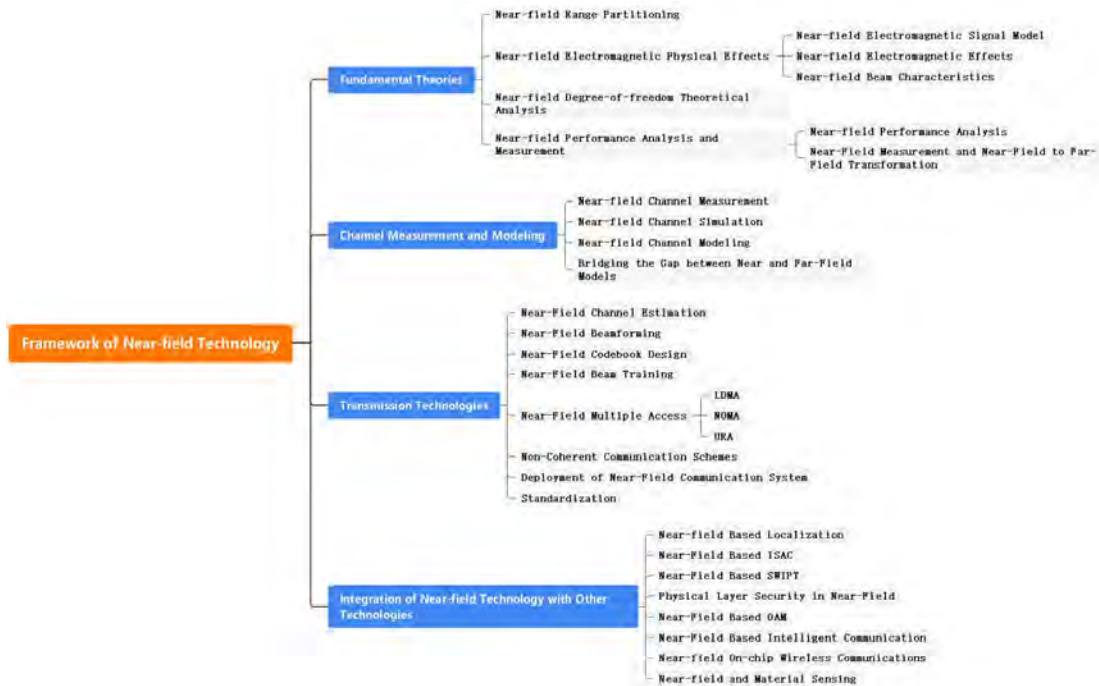 Near-field Range Partitioning
Near-field Electromagnetic Signal Model
Near-field Electromagnetic Physical Effects
Near-field Electromagnetic Effects
Near-field Beam Characteristics
Fundamental Theories
Near-field Degree-of-freedom Theoretical
Analysis
Near-field Performance Analysis and
Measurement
Near-field Performance Analysis
Near-Field Measurement and Near-Field to Far-
Field Transformation
Near-field Channel Measurement
Near-field Channel Simulation
Channel Measurement and Modeling
Near-field Channel Modeling
Bridging the Gap between Near and Far-Field
Models
Framework of Near-field Technology
Near-Field Channel Estimation
Near-Field Beamforming
Near-Field Codebook Design
Near-Field Beam Training
Transmission Technologies
Near-Field Multiple Access
LDMA
NOMA
URA
Non-Coherent Communication Schemes
Deployment of Near-Field Communication System
Standardization
Near-field Based Localization
Near-Field Based ISAC
Near-Field Based SWIPT
Integration of Near-field Technology with Other
Technologies
Physical Layer Security in Near-Field
Near-Field Based OAM
Near-Field Based Intelligent Communication
Near-field On-chip Wireless Communications
Near-field and Material Sensing